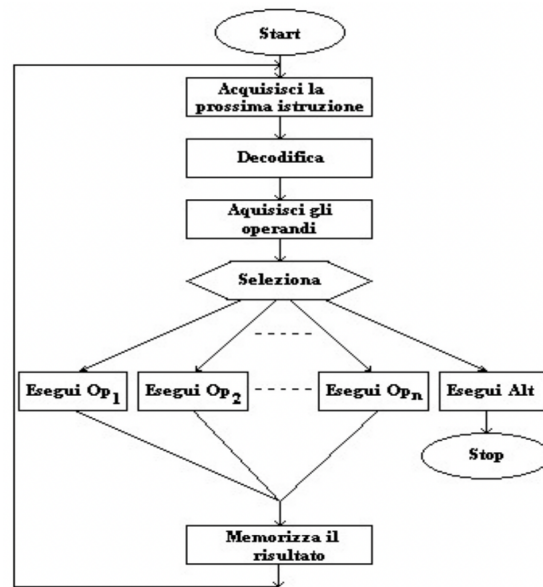 Start
Acquisisci la
prossima istruzione
Decodifica
Aquisisci gli
operandi
Seleziona
Esegui Op1
Esegui Op2
Esegui Opn
Esegui Alt
Stop
Memorizza il
risultato